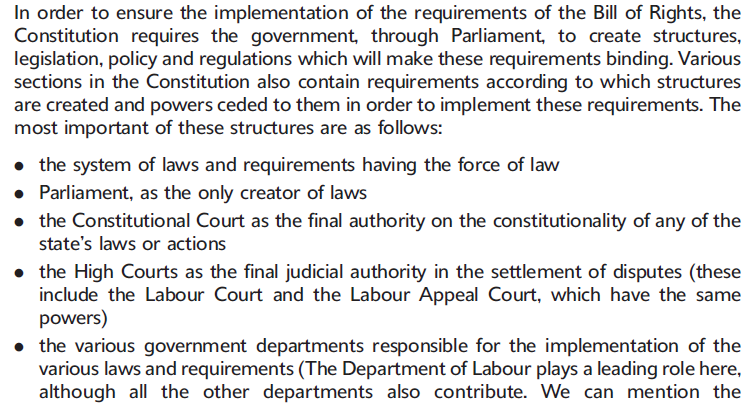 In order to ensure the implementation of the requirements of the Bill of Rights, the
Constitution requires the government, through Parliament, to create structures,
legislation, policy and regulations which will make these requirements binding. Various
sections in the Constitution also contain requirements according to which structures
are created and powers ceded to them in order to implement these requirements. The
most important of these structures are as follows:
● the system of laws and requirements having the force of law
● Parliament, as the only creator of laws
● the Constitutional Court as the final authority on the constitutionality of any of the
state's laws or actions
● the High Courts as the final judicial authority in the settlement of disputes (these
include the Labour Court and the Labour Appeal Court, which have the same
powers)
● the various government departments responsible for the implementation of the
various laws and requirements (The Department of Labour plays a leading role here,
although all the other departments also contribute. We can mention the